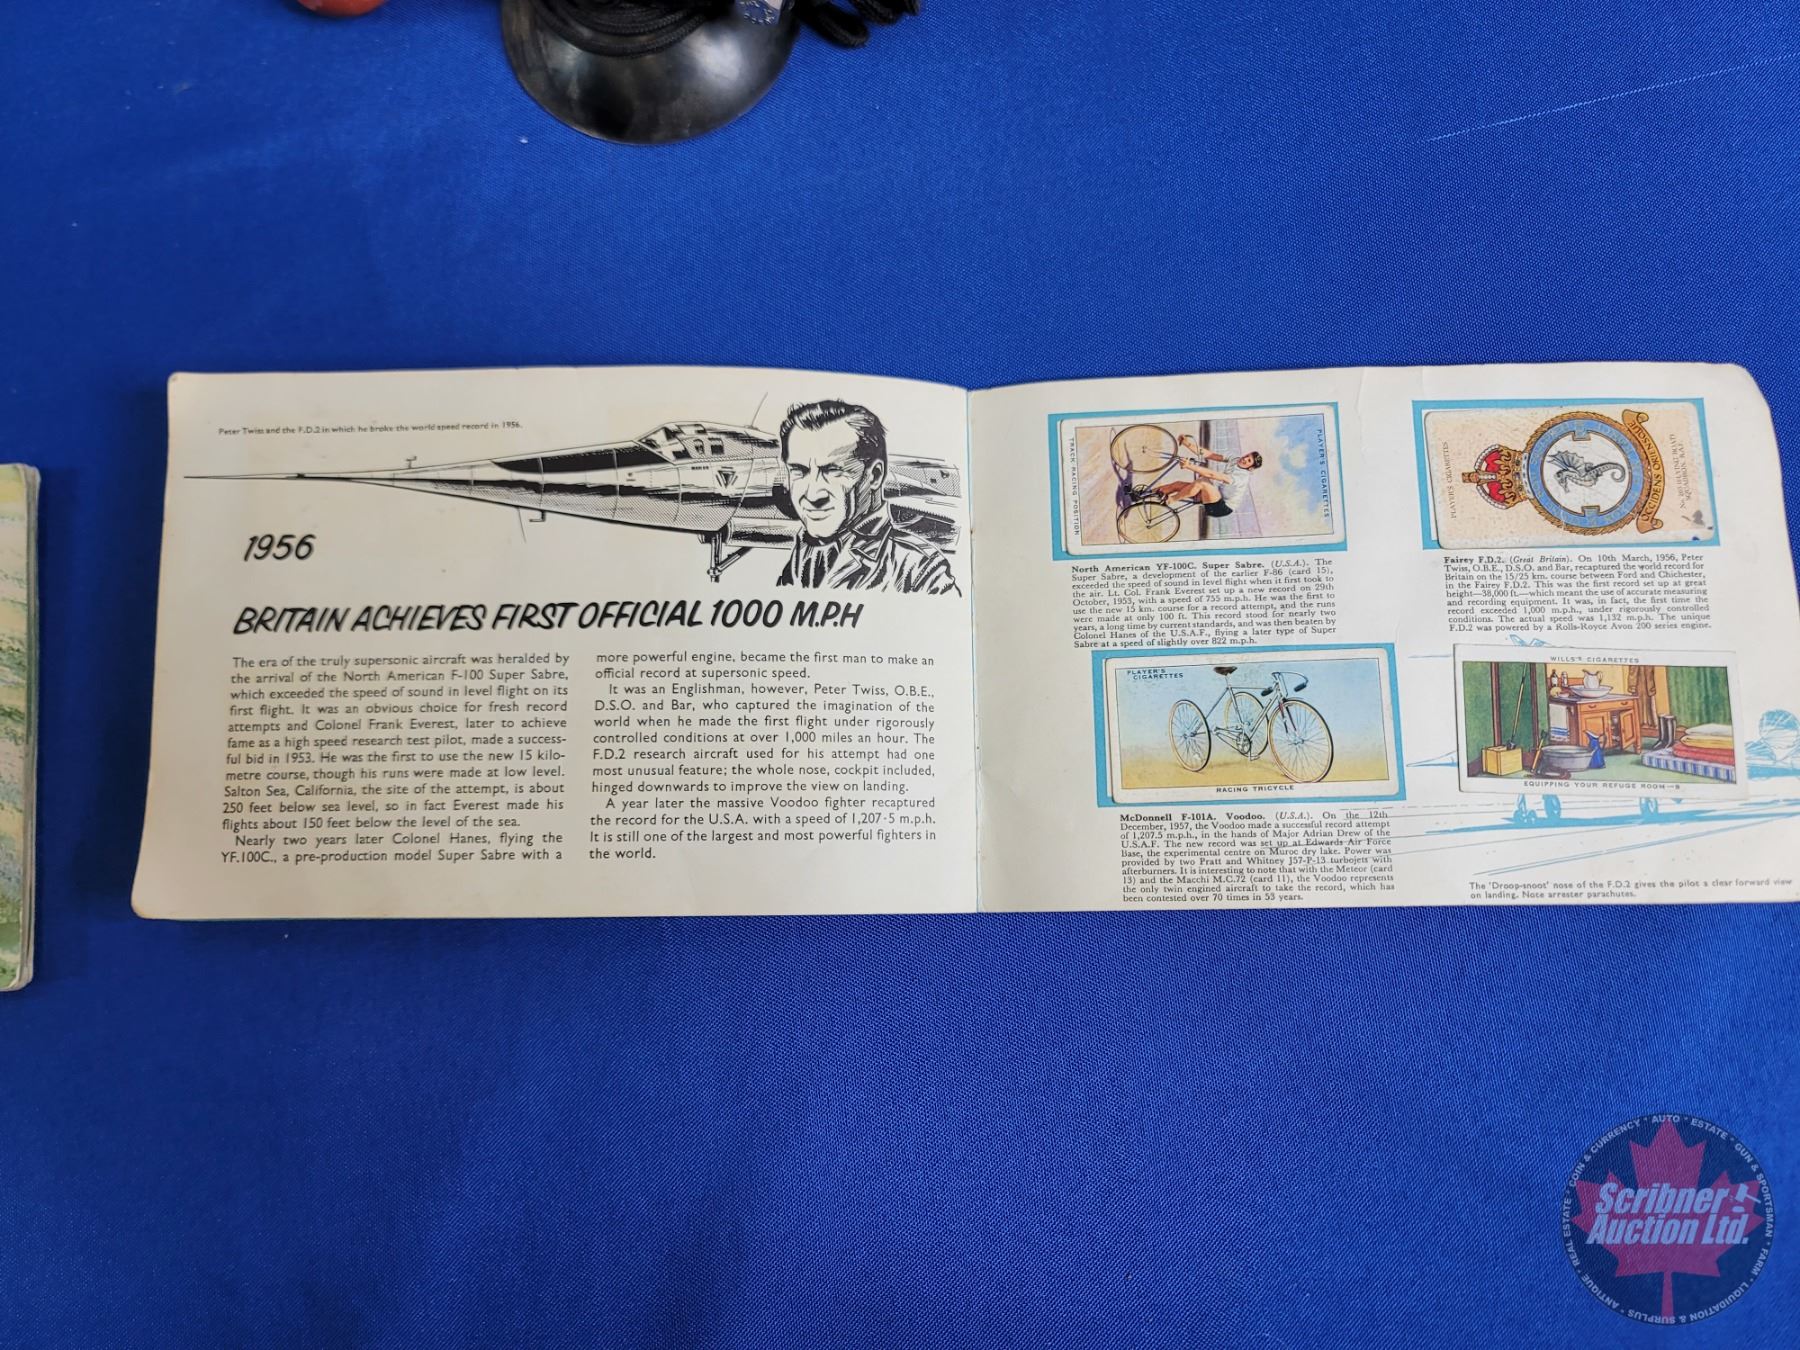 Peter Twiss and the F.D.2 in which he broke the world speed record in 1956.
1956
BRITAIN ACHIEVES FIRST OFFICIAL 1000 M.P.H
The era of the truly supersonic aircraft was heralded by
the arrival of the North American F-100 Super Sabre,
which exceeded the speed of sound in level flight on its
first flight. It was an obvious choice for fresh record
attempts and Colonel Frank Everest, later to achieve
fame as a high speed research test pilot, made a success-
ful bid in 1953. He was the first to use the new 15 kilo-
metre course, though his runs were made at low level.
Salton Sea, California, the site of the attempt, is about
250 feet below sea level, so in fact Everest made his
flights about 150 feet below the level of the sea.
Nearly two years later Colonel Hanes, flying the
YF.100C., a pre-production model Super Sabre with a
more powerful engine, became the first man to make an
official record at supersonic speed.
It was an Englishman, however, Peter Twiss, O.B.E.,
D.S.O. and Bar, who captured the imagination of the
world when he made the first flight under rigorously
controlled conditions at over 1,000 miles an hour. The
F.D.2 research aircraft used for his attempt had one
most unusual feature; the whole nose, cockpit included,
hinged downwards to improve the view on landing.
A year later the massive Voodoo fighter recaptured
the record for the U.S.A. with a speed of 1,207·5 m.p.h.
It is still one of the largest and most powerful fighters in
the world.
TRACK RACING POSITION
PLAYER'S CIGARETTES
North American YF-100C. Super Sabre. (U.S.A.). The
Super Sabre, a development of the earlier F-86 (card 15),
exceeded the speed of sound in level flight when it first took to
the air. Lt. Col. Frank Everest set up a new record on 29th
October, 1953, with a speed of 755 m.p.h. He was the first to
use the new 15 km. course for a record attempt, and the runs
were made at only 100 ft. This record stood for nearly two
years, a long time by current standards, and was then beaten by
Colonel Hanes of the U.S.A.F., flying a later type of Super
Sabre at a speed of slightly over 822 m.p.h.
PLAYER'S CIGARETTES
OCCIDENS OMNISQUE
SQUADRON, R.A.F.
Fairey F.D.2. (Great Britain). On 10th March, 1956, Peter
Twiss, O.B.E., D.S.O. and Bar, recaptured the world record for
Britain on the 15/25 km. course between Ford and Chichester,
in the Fairey F.D.2. This was the first record set up at great
height—38,000 ft.—which meant the use of accurate measuring
and recording equipment. It was, in fact, the first time the
record exceeded 1,000 m.p.h., under rigorously controlled
conditions. The actual speed was 1,132 m.p.h. The unique
F.D.2 was powered by a Rolls-Royce Avon 200 series engine.
PLAYER'S
CIGARETTES
RACING TRICYCLE
McDonnell F-101A. Voodoo. (U.S.A.). On the 12th
December, 1957, the Voodoo made a successful record attempt
of 1,207.5 m.p.h., in the hands of Major Adrian Drew of the
U.S.A.F. The new record was set up at Edwards Air Force
Base, the experimental centre on Muroc dry lake. Power was
provided by two Pratt and Whitney J57-P-13 turbojets with
afterburners. It is interesting to note that with the Meteor (card
13) and the Macchi M.C.72 (card 11), the Voodoo represents
the only twin engined aircraft to take the record, which has
been contested over 70 times in 53 years.
WILLS'S CIGARETTES
EQUIPPING YOUR REFUGE ROOM—B
The 'Droop-snoot' nose of the F.D.2 gives the pilot a clear forward view
on landing. Note arrester parachutes.
COIN & CURRENCY * AUTO * ESTATE * GUN & SPORTSMAN * FARM * LIQUIDATION & SURPLUS * ANTIQUE * REAL ESTATE *
Scribner
Auction Ltd.